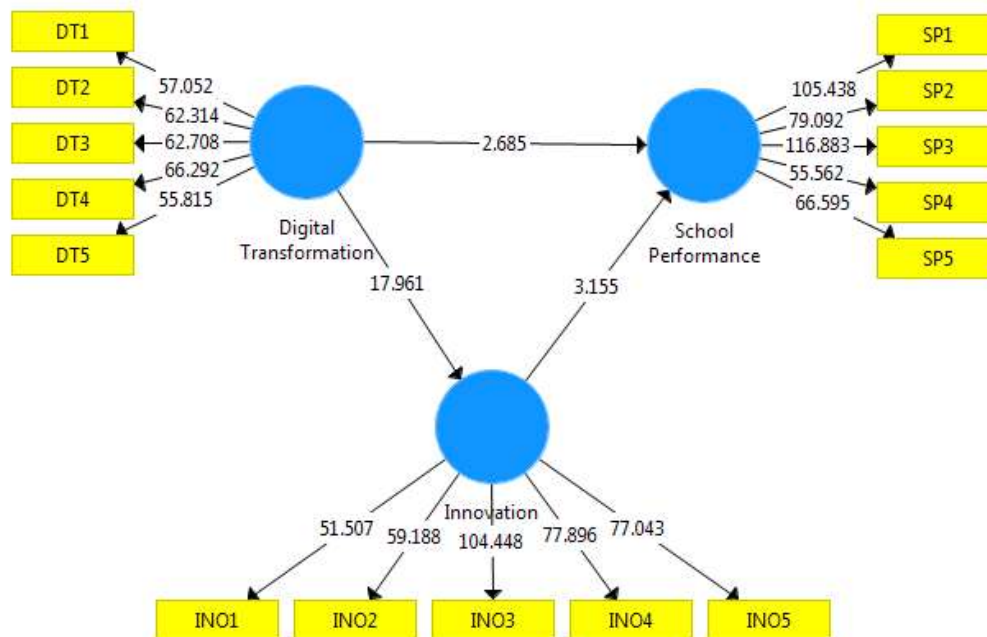 DT1
DT2
DT3
DT4
DT5
57.052
62.314
62.708
66.292
55.815
Digital
Transformation
2.685
17.961
3.155
School
Performance
105.438
79.092
116.883
55.562
66.595
SP1
SP2
SP3
SP4
SP5
Innovation
51.507
59.188
104.448
77.896
77.043
INO1
INO2
INO3
INO4
INO5